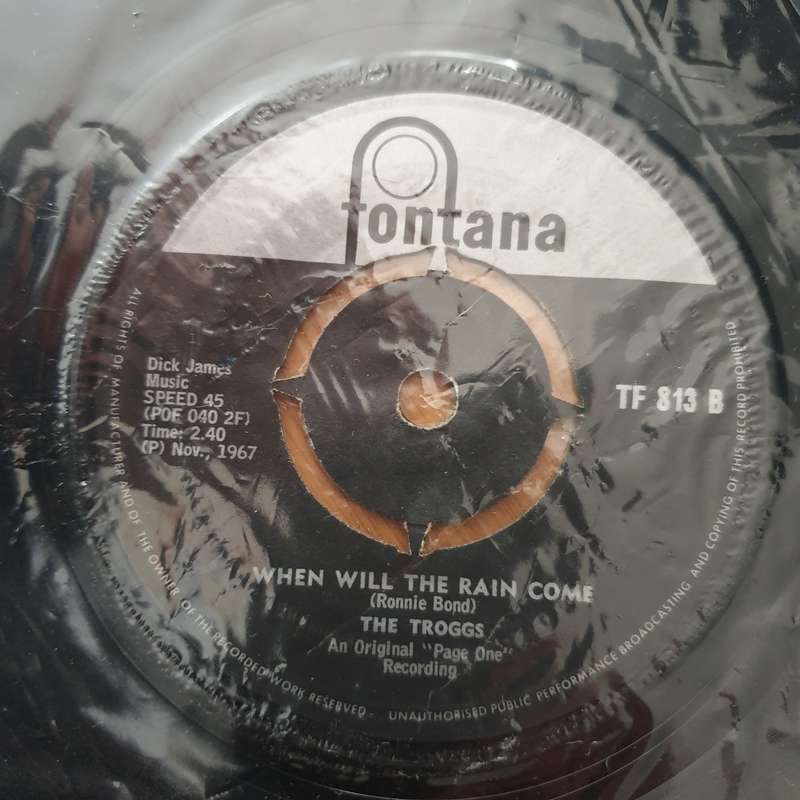 fontana
Dick James
Music
SPEED 45
(POF 040 2F)
Time: 2.40
(P) Nov., 1967
TF 813 B
WHEN WILL THE RAIN COME
(Ronnie Bond)
THE TROGGS
An Original "Page One"
Recording
ALL RIGHTS OF MANUFACTURER AND OF THE OWNER OF THE RECORDED WORK RESERVED - UNAUTHORISED PUBLIC PERFORMANCE BROADCASTING AND COPYING OF THIS RECORD PROHIBITED